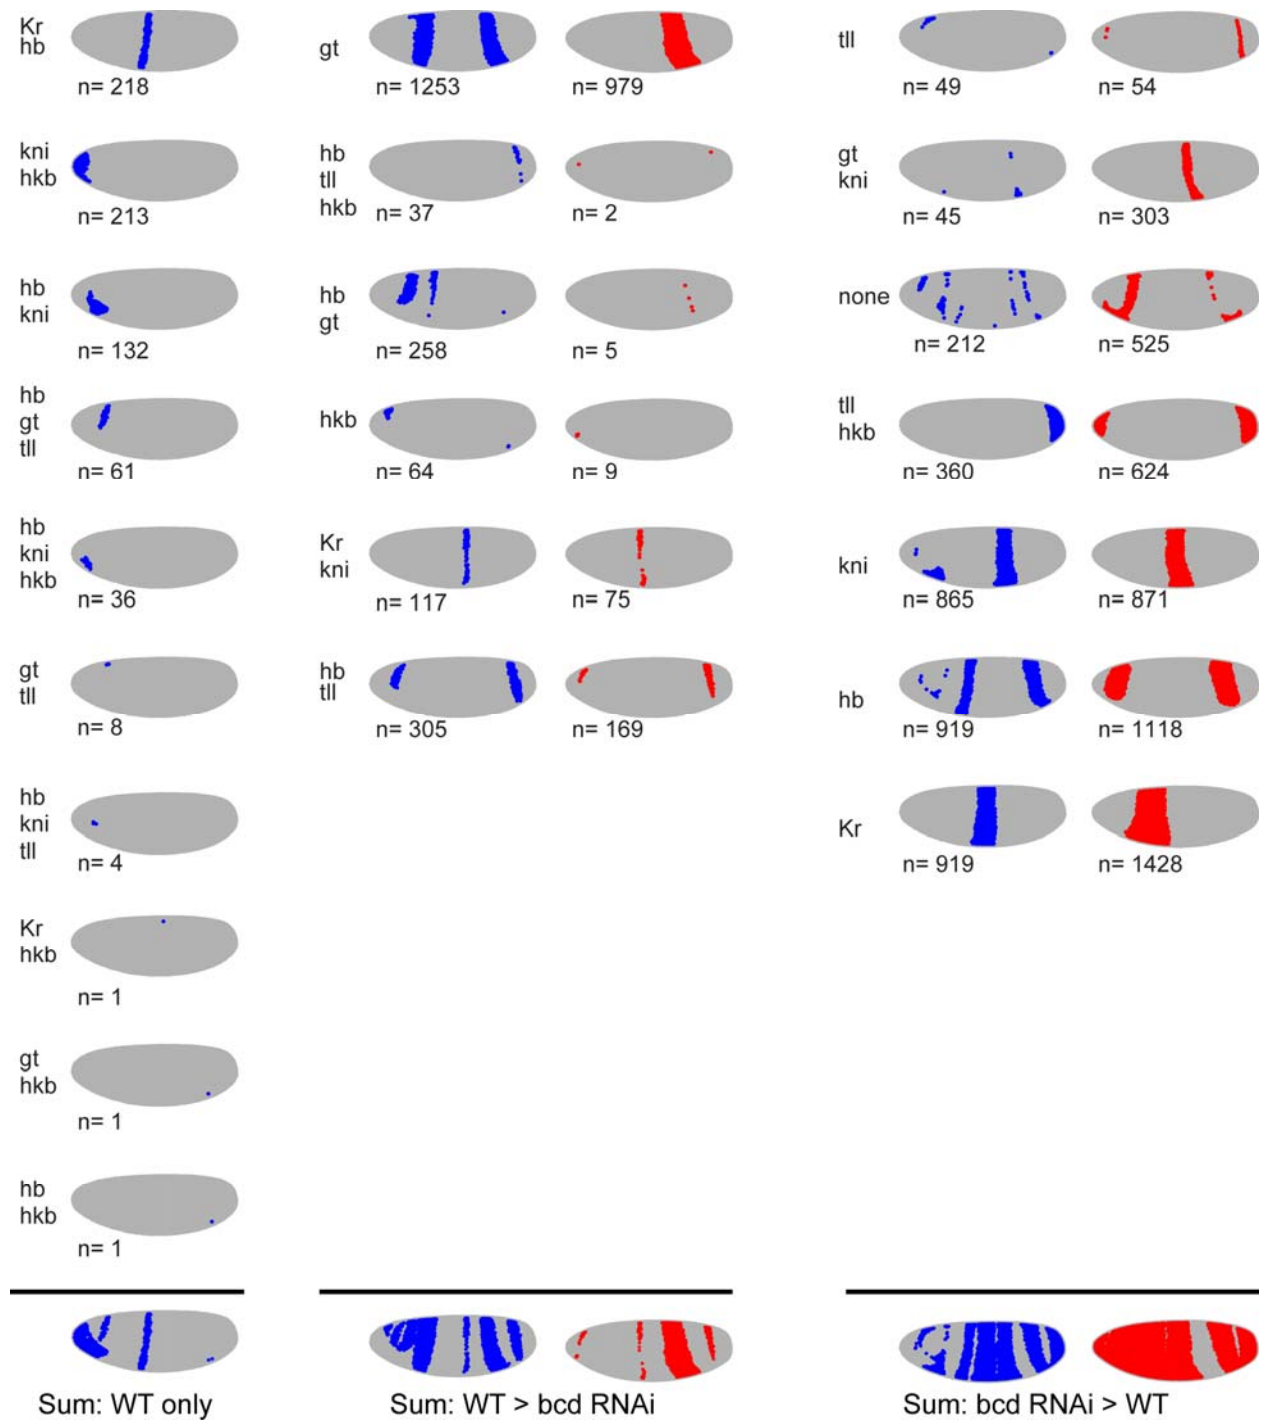 Kr
hb
n= 218
kni
hkb
n= 213
hb
kni
n= 132
hb
gt
tll
n= 61
hb
kni
hkb
n= 36
gt
tll
n= 8
hb
kni
tll
n= 4
Kr
hkb
n= 1
gt
hkb
n= 1
hb
hkb
n= 1
Sum: WT only
gt
n= 1253 n= 979
hb
tll
hkb
n= 37 n= 2
hb
gt
n= 258 n= 5
hkb
n= 64 n= 9
Kr
kni
n= 117 n= 75
hb
tll
n= 305 n= 169
Sum: WT > bcd RNAi
tll
n= 49 n= 54
gt
kni
n= 45 n= 303
none
n= 212 n= 525
tll
hkb
n= 360 n= 624
kni
n= 865 n= 871
hb
n= 919 n= 1118
Kr
n= 919 n= 1428
Sum: bcd RNAi > WT